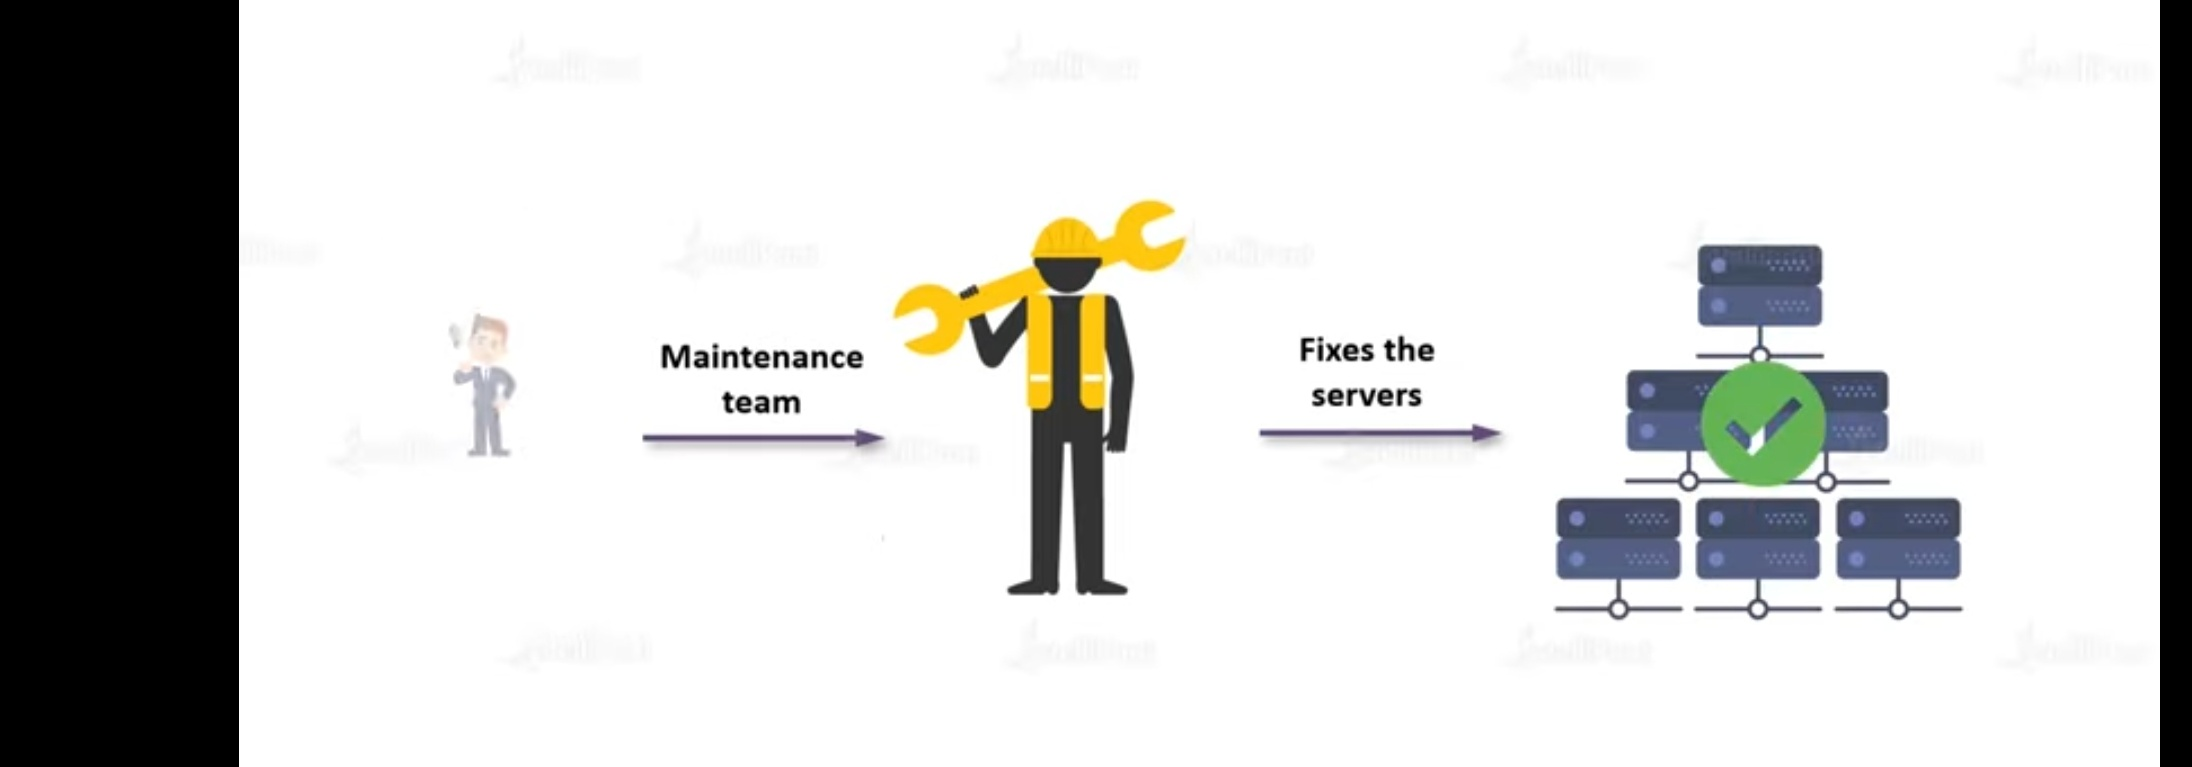 Maintenance
team
Fixes the
servers